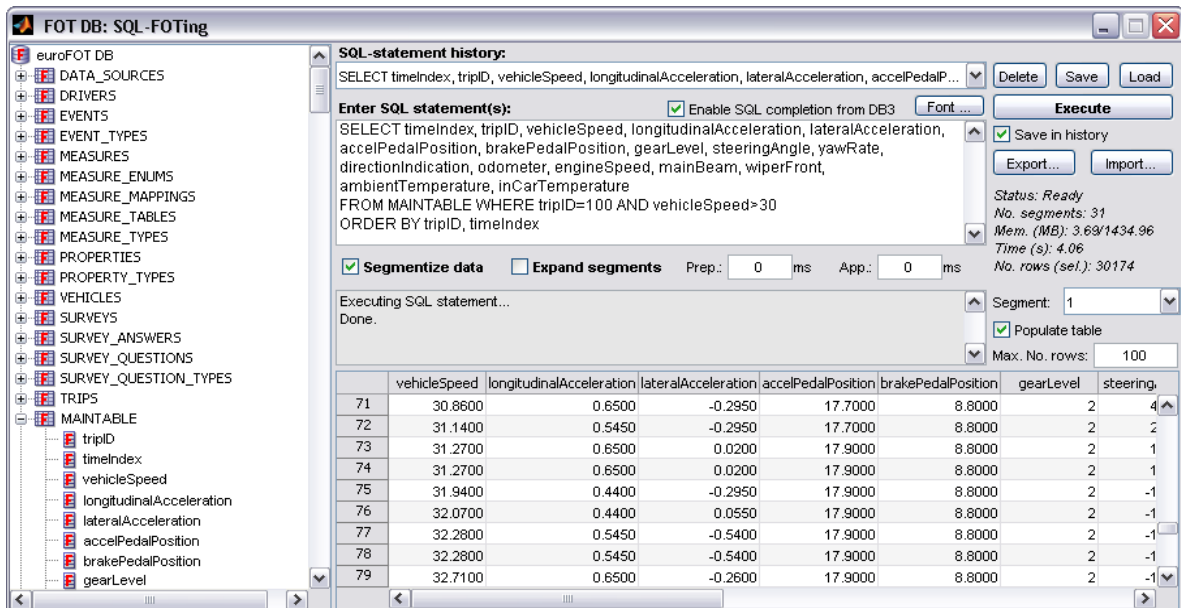 FOT DB: SQL-FOTing
euroFOT DB
DATA_SOURCES
DRIVERS
EVENTS
EVENT_TYPES
MEASURES
MEASURE_ENUMS
MEASURE_MAPPINGS
MEASURE_TABLES
MEASURE_TYPES
PROPERTIES
PROPERTY_TYPES
VEHICLES
SURVEYS
SURVEY_ANSWERS
SURVEY_QUESTIONS
SURVEY_QUESTION_TYPES
TRIPS
MAINTABLE
tripID
timeIndex
vehicleSpeed
longitudinalAcceleration
lateralAcceleration
accelPedalPosition
brakePedalPosition
gearLevel
SQL-statement history:
SELECT timeIndex, tripID, vehicleSpeed, longitudinalAcceleration, lateralAcceleration, accelPedalP...
Delete Save Load
Enter SQL statement(s): Enable SQL completion from DB3 Font ... Execute
SELECT timeIndex, tripID, vehicleSpeed, longitudinalAcceleration, lateralAcceleration,
accelPedalPosition, brakePedalPosition, gearLevel, steeringAngle, yawRate,
directionIndication, odometer, engineSpeed, mainBeam, wiperFront,
ambientTemperature, inCarTemperature
FROM MAINTABLE WHERE tripID=100 AND vehicleSpeed>30
ORDER BY tripID, timeIndex
Save in history
Export... Import...
Status: Ready
No. segments: 31
Mem. (MB): 3.69/1434.96
Time (s): 4.06
No. rows (sel.): 30174
Segmentize data Expand segments Prep.: 0 ms App.: 0 ms
Executing SQL statement...
Done.
Segment: 1
Populate table
Max. No. rows: 100
vehicleSpeed longitudinalAcceleration lateralAcceleration accelPedalPosition brakePedalPosition gearLevel steering
71 30.8600 0.6500 -0.2950 17.7000 8.8000 2 4
72 31.1400 0.5450 -0.2950 17.7000 8.8000 2 2
73 31.2700 0.6500 0.0200 17.9000 8.8000 2 1
74 31.2700 0.6500 0.0200 17.9000 8.8000 2 1
75 31.9400 0.4400 -0.2950 17.9000 8.8000 2 -1
76 32.0700 0.4400 0.0550 17.9000 8.8000 2 -1
77 32.2800 0.5450 -0.5400 17.9000 8.8000 2 -1
78 32.2800 0.5450 -0.5400 17.9000 8.8000 2 -1
79 32.7100 0.6500 -0.2600 17.9000 8.8000 2 -1